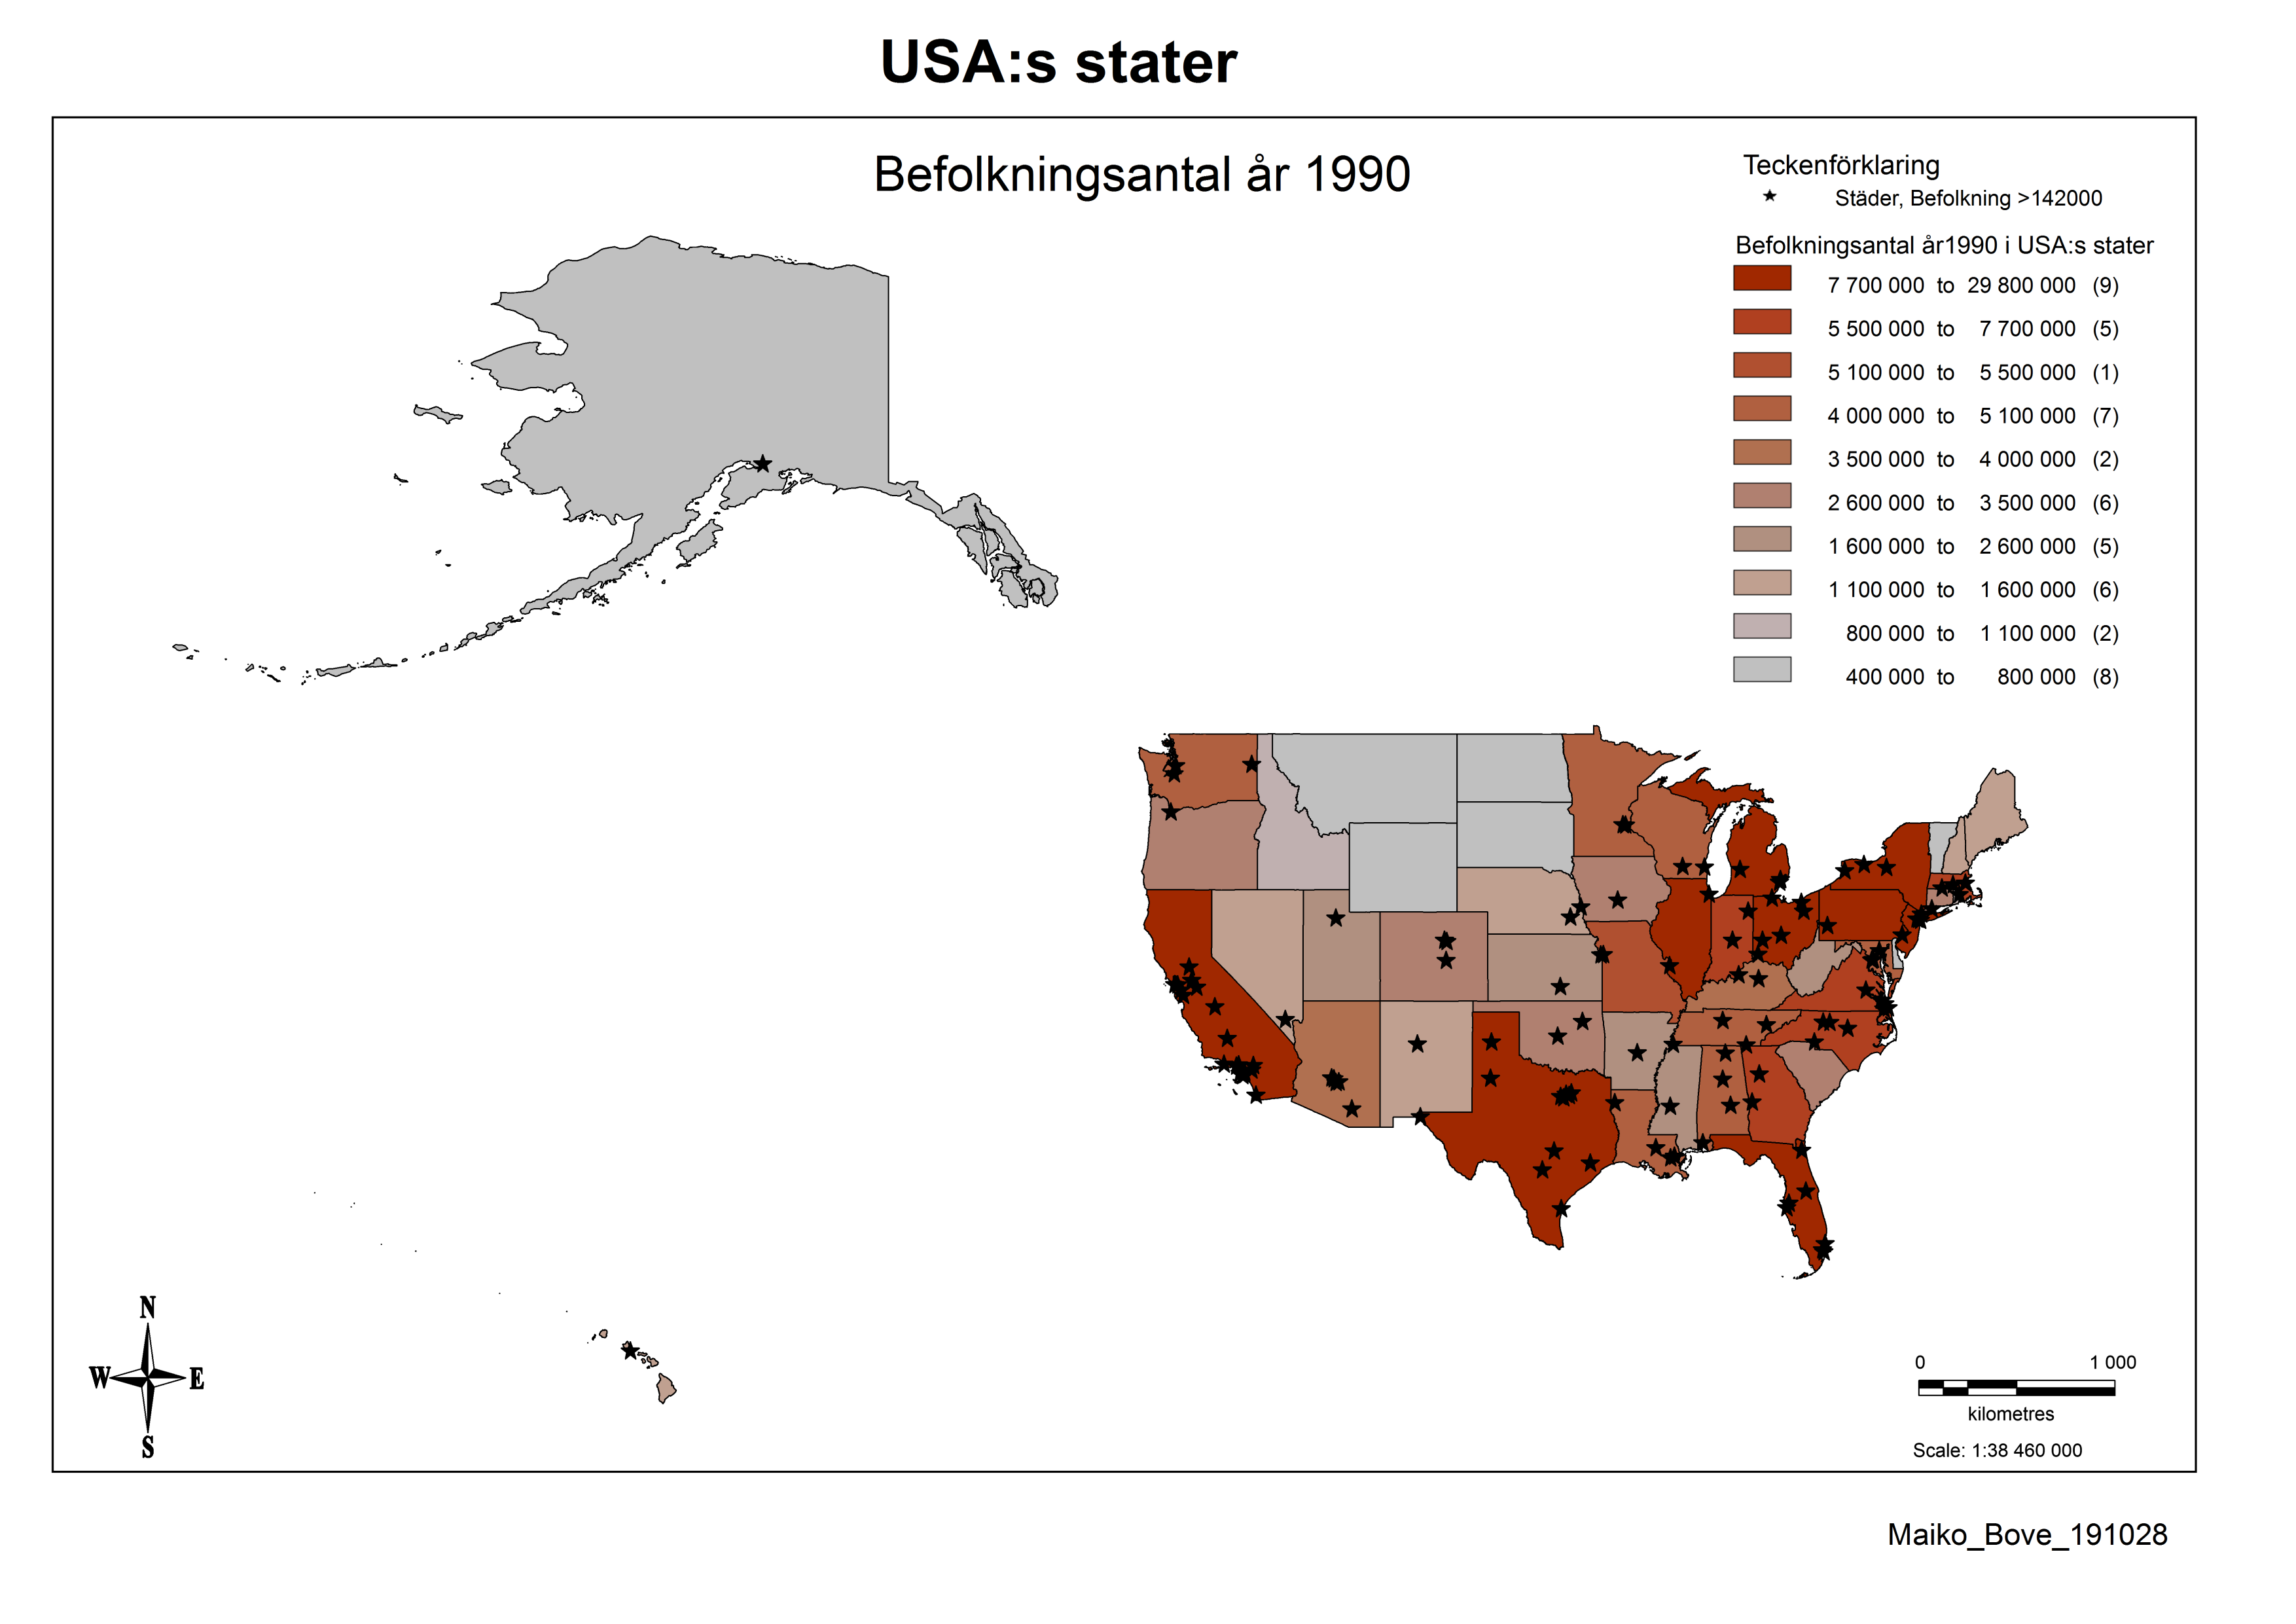 USA:s stater
Befolkningsantal år 1990
Teckenförklaring
Städer, Befolkning >142000
Befolkningsantal år1990 i USA:s stater
7 700 000 to 29 800 000 (9)
5 500 000 to 7 700 000 (5)
5 100 000 to 5 500 000 (1)
4 000 000 to 5 100 000 (7)
3 500 000 to 4 000 000 (2)
2 600 000 to 3 500 000 (6)
1 600 000 to 2 600 000 (5)
1 100 000 to 1 600 000 (6)
800 000 to 1 100 000 (2)
400 000 to 800 000 (8)
N
W E
S
0 1 000
kilometres
Scale: 1:38 460 000
Maiko_Bove_191028